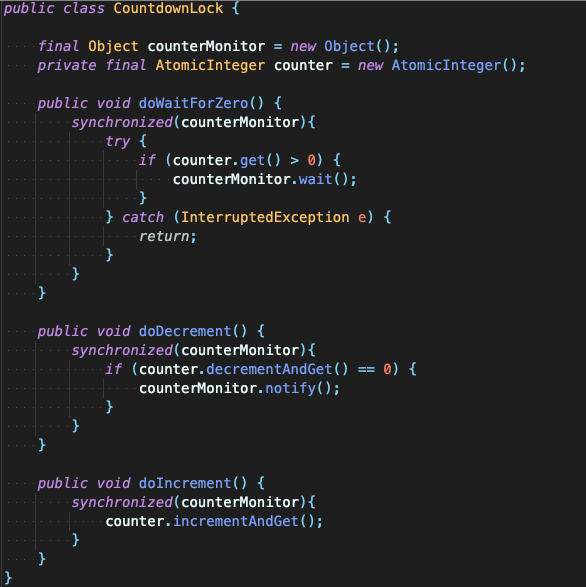 public class CountdownLock {

    final Object counterMonitor = new Object();
    private final AtomicInteger counter = new AtomicInteger();

    public void doWaitForZero() {
        synchronized(counterMonitor){
            try {
                if (counter.get() > 0) {
                    counterMonitor.wait();
                }
            } catch (InterruptedException e) {
                return;
            }
        }
    }

    public void doDecrement() {
        synchronized(counterMonitor){
            if (counter.decrementAndGet() == 0) {
                counterMonitor.notify();
            }
        }
    }

    public void doIncrement() {
        synchronized(counterMonitor){
            counter.incrementAndGet();
        }
    }
}